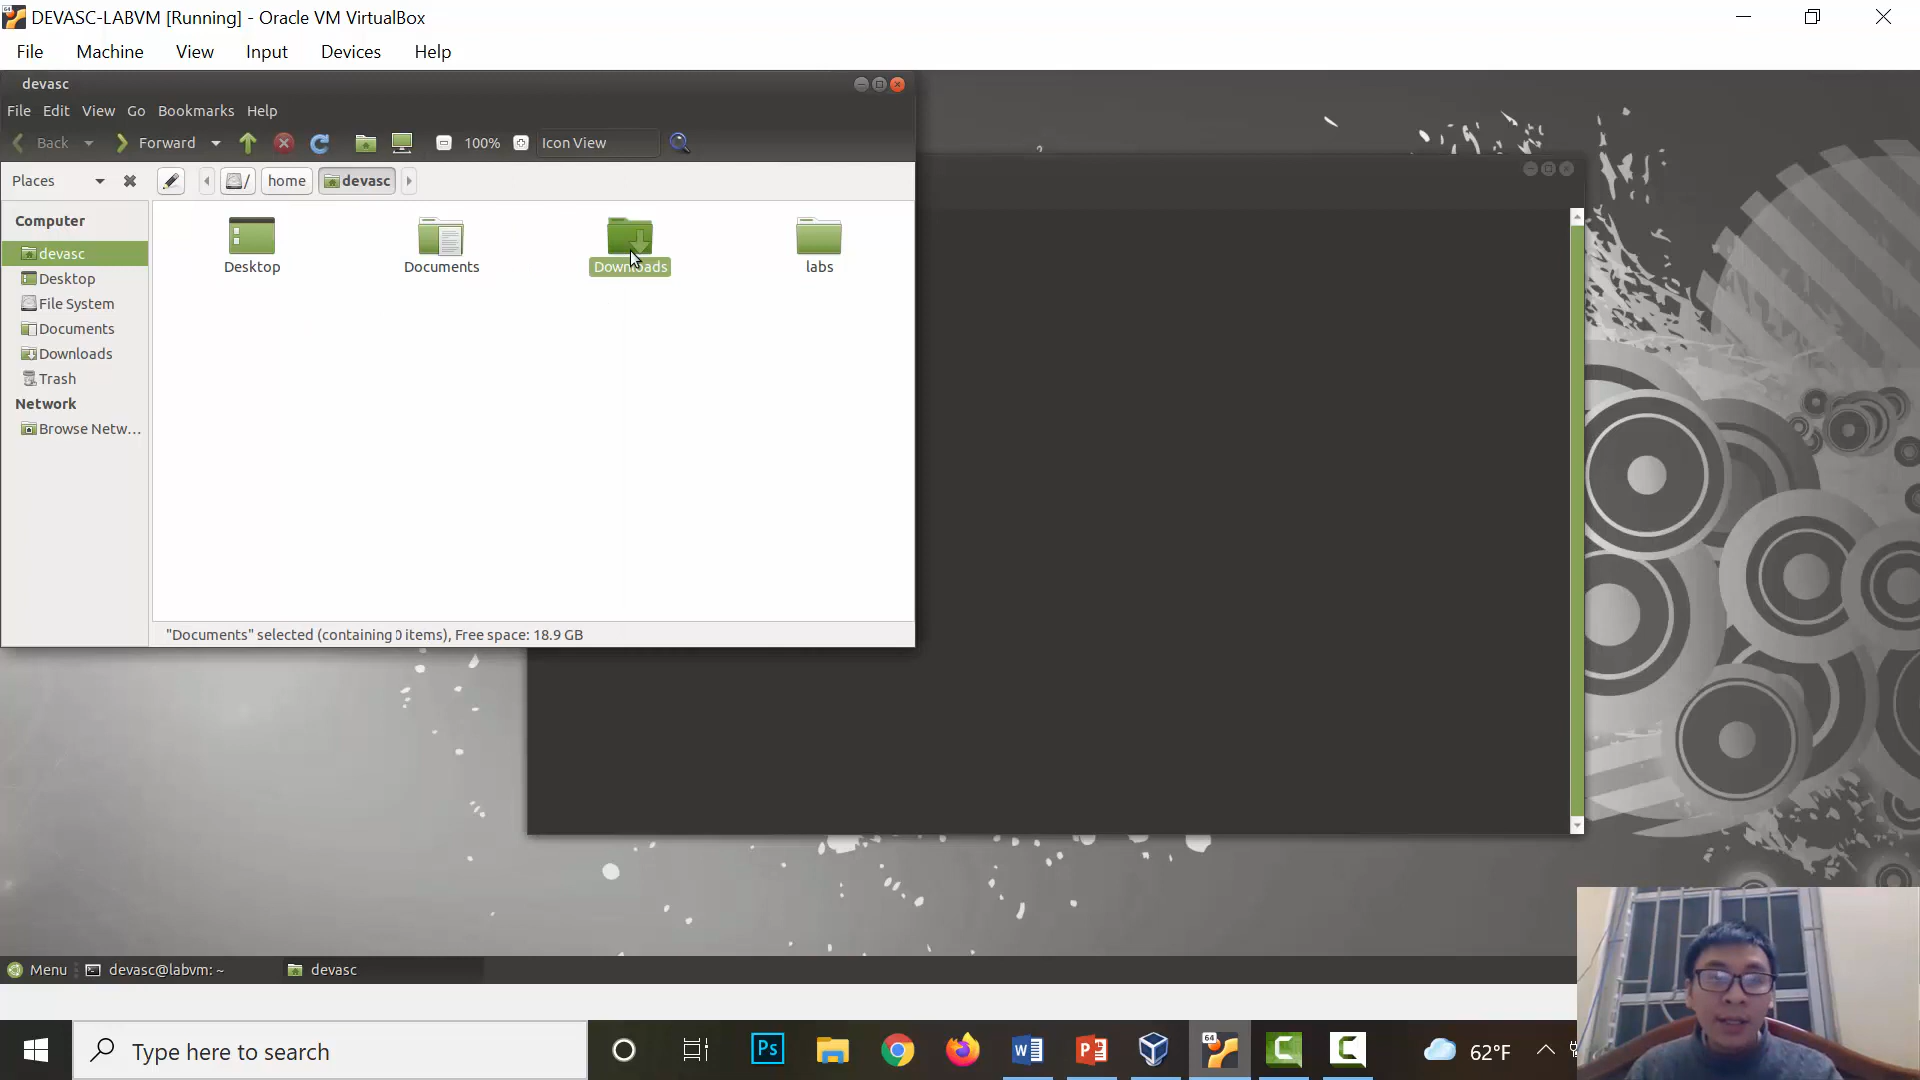 DEVASC-LABVM [Running] - Oracle VM VirtualBox
File Machine View Input Devices Help
devasc
File Edit View Go Bookmarks Help
Back Forward 100% Icon View
Places / home devasc
Computer
devasc
Desktop
File System
Documents
Downloads
Trash
Network
Browse Netw...
Desktop Documents Downloads labs
"Documents" selected (containing 0 items), Free space: 18.9 GB
Menu devasc@labvm: ~ devasc
Type here to search
Ps
64
62°F